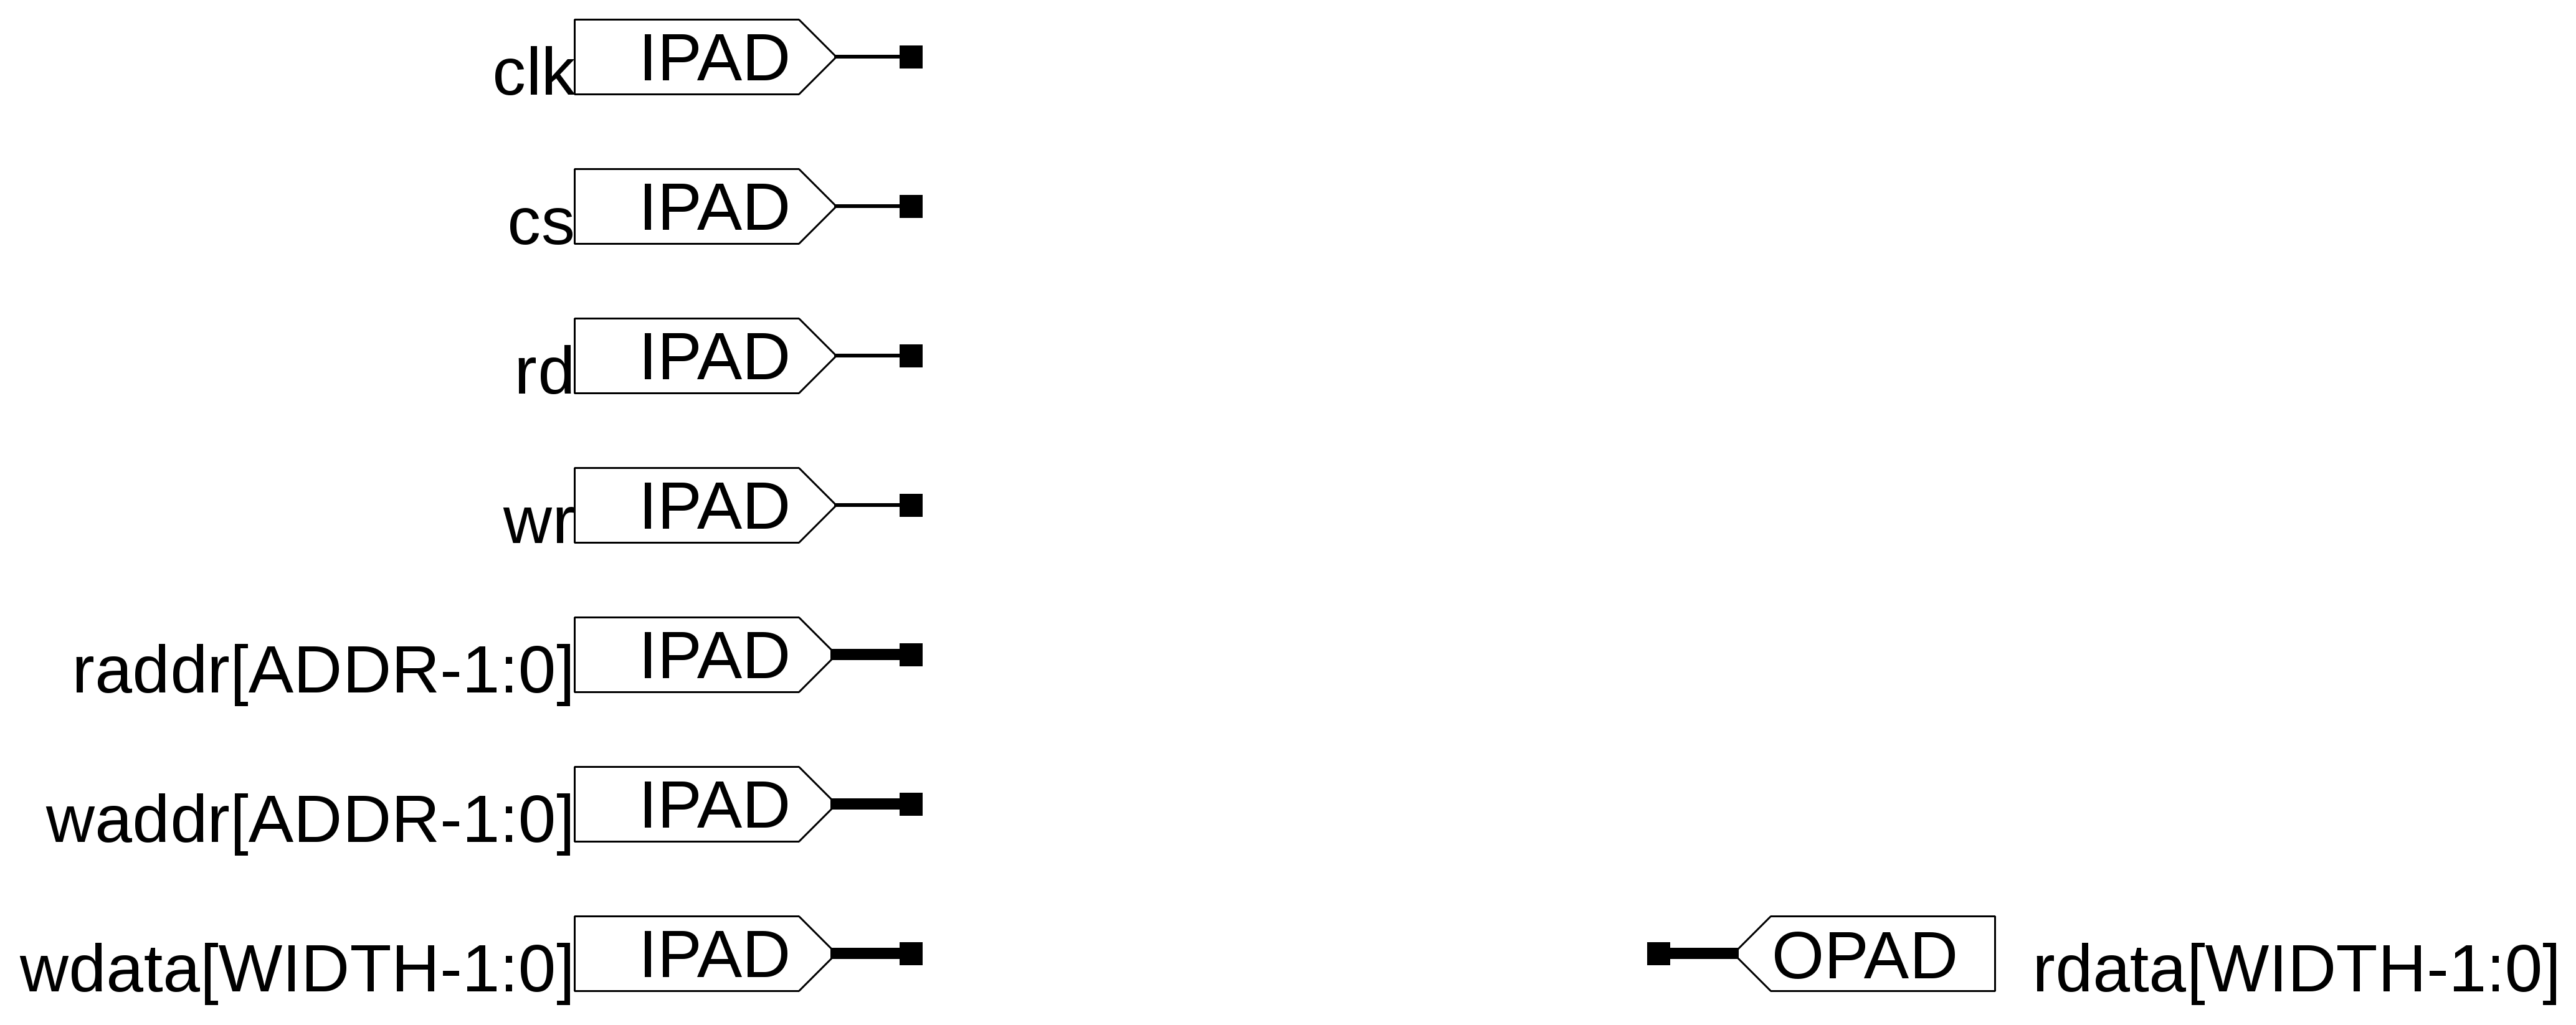 clk IPAD
cs IPAD
rd IPAD
wr IPAD
raddr[ADDR-1:0] IPAD
waddr[ADDR-1:0] IPAD
wdata[WIDTH-1:0] IPAD OPAD rdata[WIDTH-1:0]